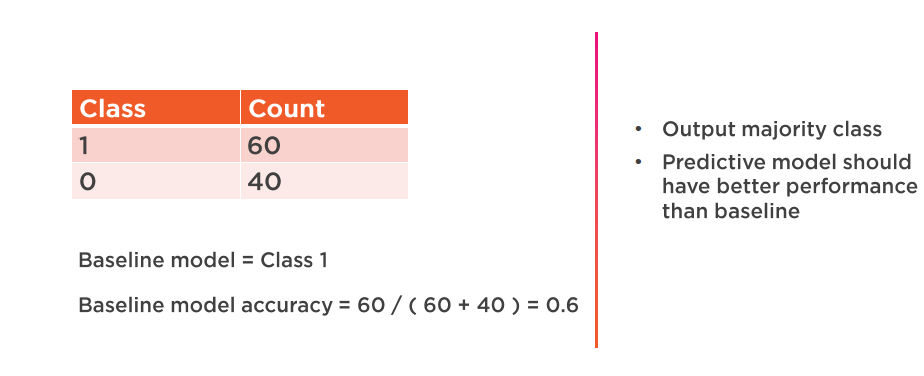 Class Count
1 60
0 40
Baseline model = Class 1
Baseline model accuracy = 60 / ( 60 + 40 ) = 0.6
• Output majority class
• Predictive model should
have better performance
than baseline